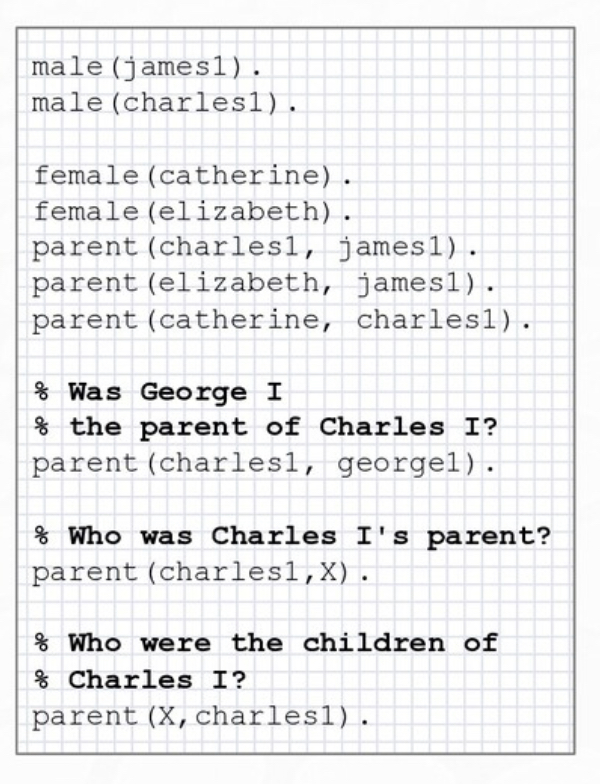 male(james1).
male(charles1).
female(catherine).
female(elizabeth).
parent(charles1, james1).
parent(elizabeth, james1).
parent(catherine, charles1).
% Was George I
% the parent of Charles I?
parent(charles1, george1).
% Who was Charles I's parent?
parent(charles1,X).
% Who were the children of
% Charles I?
parent(X,charles1).